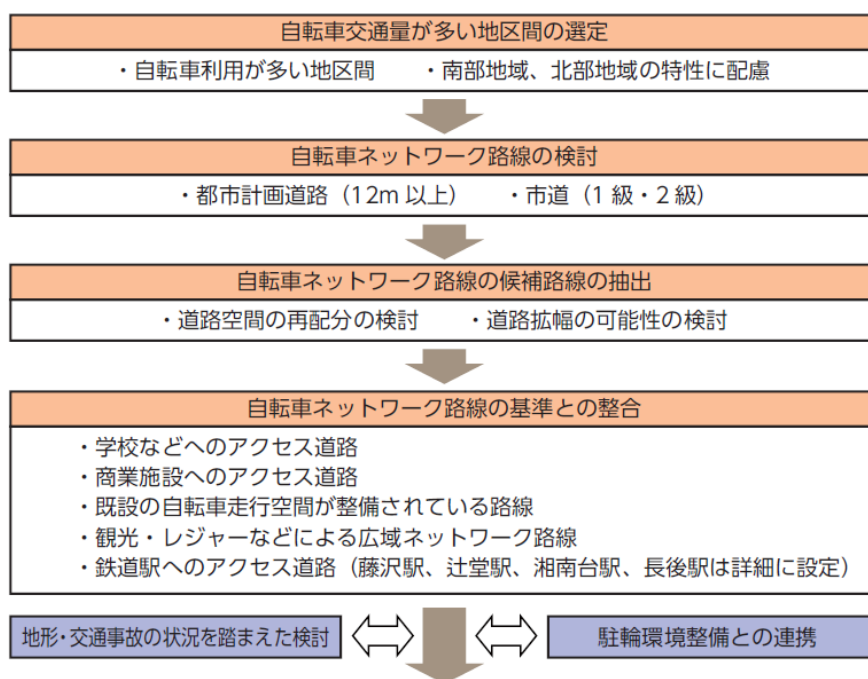 自転車交通量が多い地区間の選定
・自転車利用が多い地区間　・南部地域、北部地域の特性に配慮
自転車ネットワーク路線の検討
・都市計画道路（12m 以上）　・市道（1 級・2 級）
自転車ネットワーク路線の候補路線の抽出
・道路空間の再配分の検討　・道路拡幅の可能性の検討
自転車ネットワーク路線の基準との整合
・学校などへのアクセス道路
・商業施設へのアクセス道路
・既設の自転車走行空間が整備されている路線
・観光・レジャーなどによる広域ネットワーク路線
・鉄道駅へのアクセス道路（藤沢駅、辻堂駅、湘南台駅、長後駅は詳細に設定）
地形・交通事故の状況を踏まえた検討
駐輪環境整備との連携